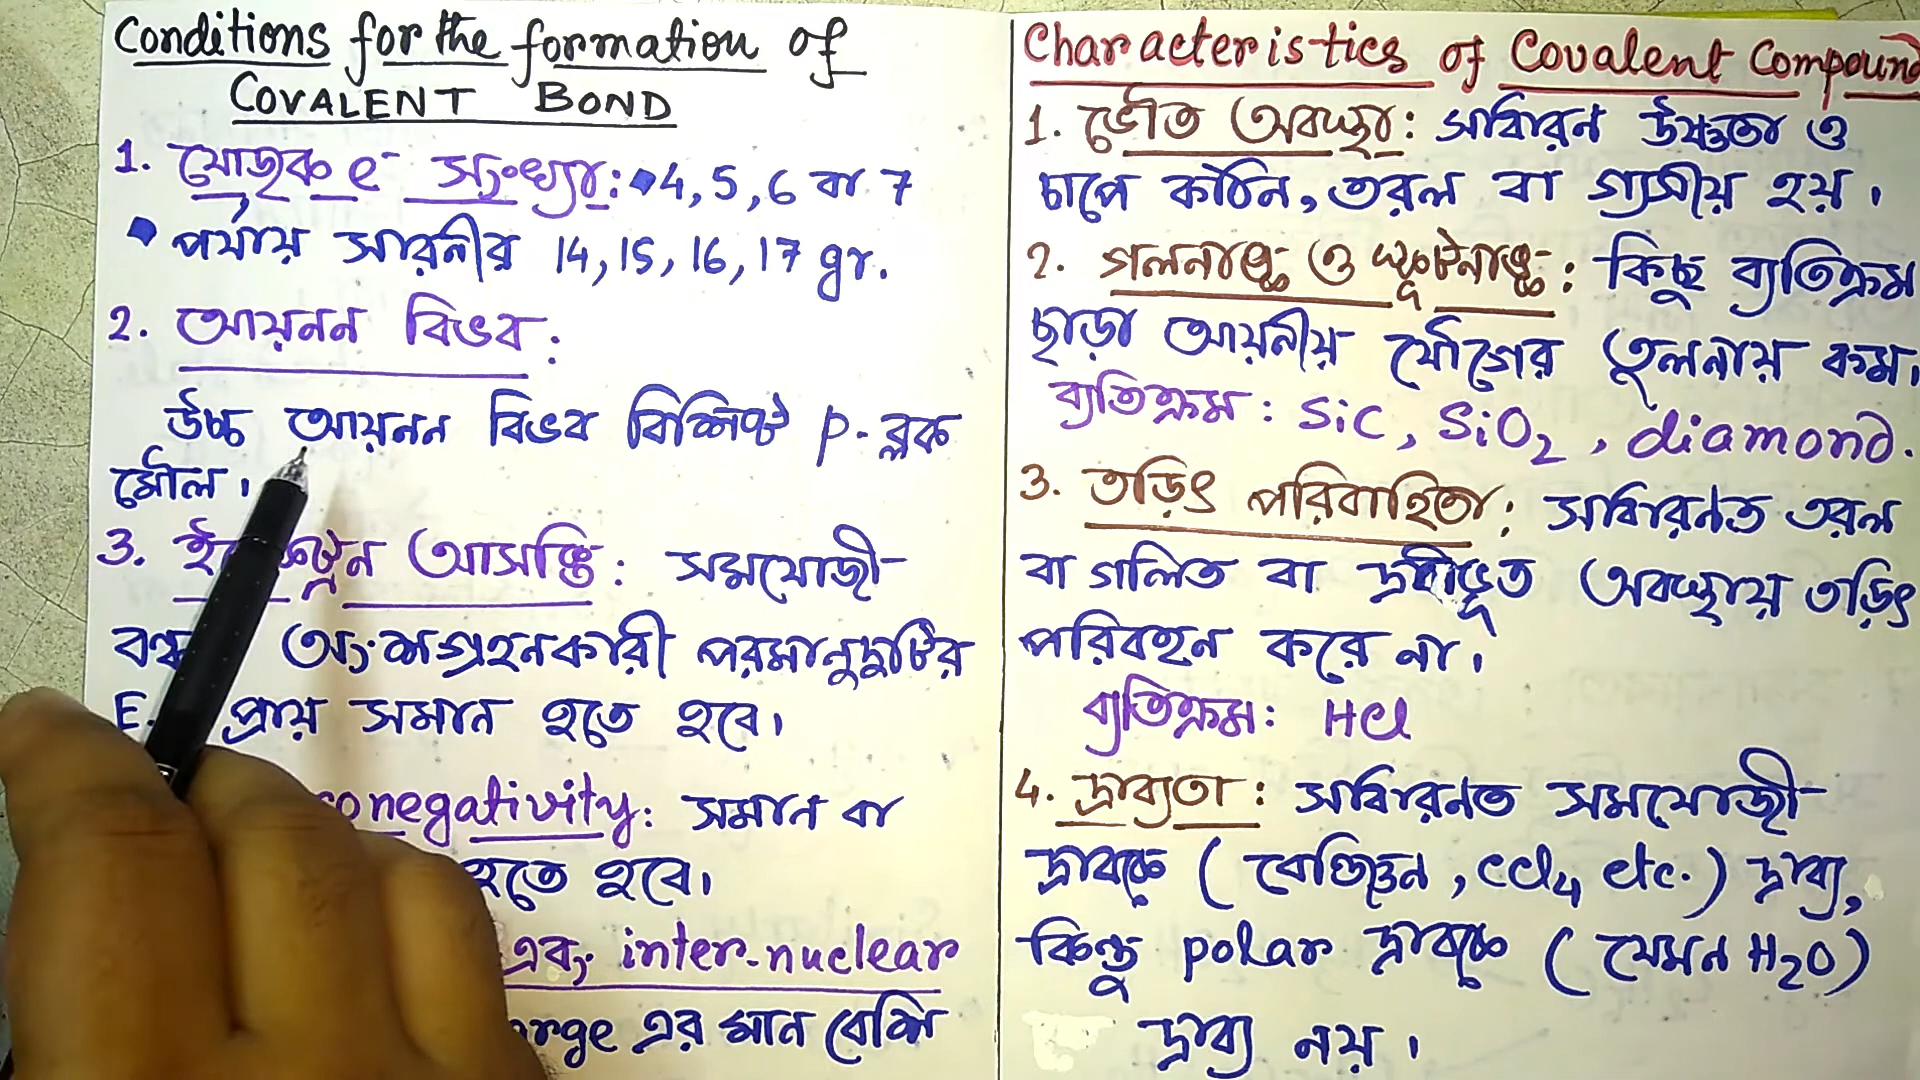 Conditions for the formation of
COVALENT BOND
1. যোজক e⁻ সংখ্যা: 4, 5, 6 বা 7
পর্যায় সারনীর 14, 15, 16, 17 gr.
2. আয়নন বিভব:
উচ্চ আয়নন বিভব বিশিষ্ট p-ব্লক
মৌল।
3. আসক্তি: সমযোজী
অংশগ্রহনকারী পরমানুদুটির
E. প্রায় সমান হতে হবে।
onegativity: সমান বা
হতে হবে।
এবং inter-nuclear
arge এর মান বেশি
Characteristics of Covalent Compound
1. ভৌত অবস্থা: সাধারন উষ্ণতা ও
চাপে কঠিন, তরল বা গ্যাসীয় হয়।
2. গলনাঙ্ক ও স্ফূটনাঙ্ক: কিছু ব্যতিক্রম
ছাড়া আয়নীয় যৌগের তুলনায় কম।
ব্যতিক্রম: SiC, SiO₂, diamond.
3. তড়িৎ পরিবাহিতা: সাধারনত তরল
বা গলিত বা দ্রবীভূত অবস্থায় তড়িৎ
পরিবহন করে না।
ব্যতিক্রম: HCl
4. দ্রাব্যতা: সাধারনত সমযোজী
দ্রাবকে ( বেঞ্জিন, CCl₄ etc.) দ্রাব্য,
কিন্তু polar দ্রাবকে ( যেমন H₂O)
দ্রাব্য নয়।